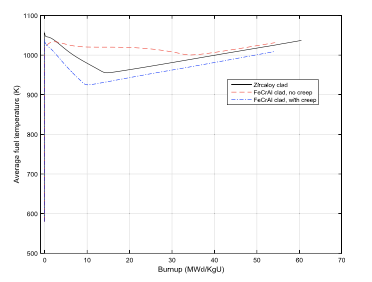 1100
1000
900
800
700
600
500
Average fuel temperature (K)
Zircaloy clad
FeCrAl clad, no creep
FeCrAl clad, with creep
0 10 20 30 40 50 60 70
Burnup (MWd/KgU)